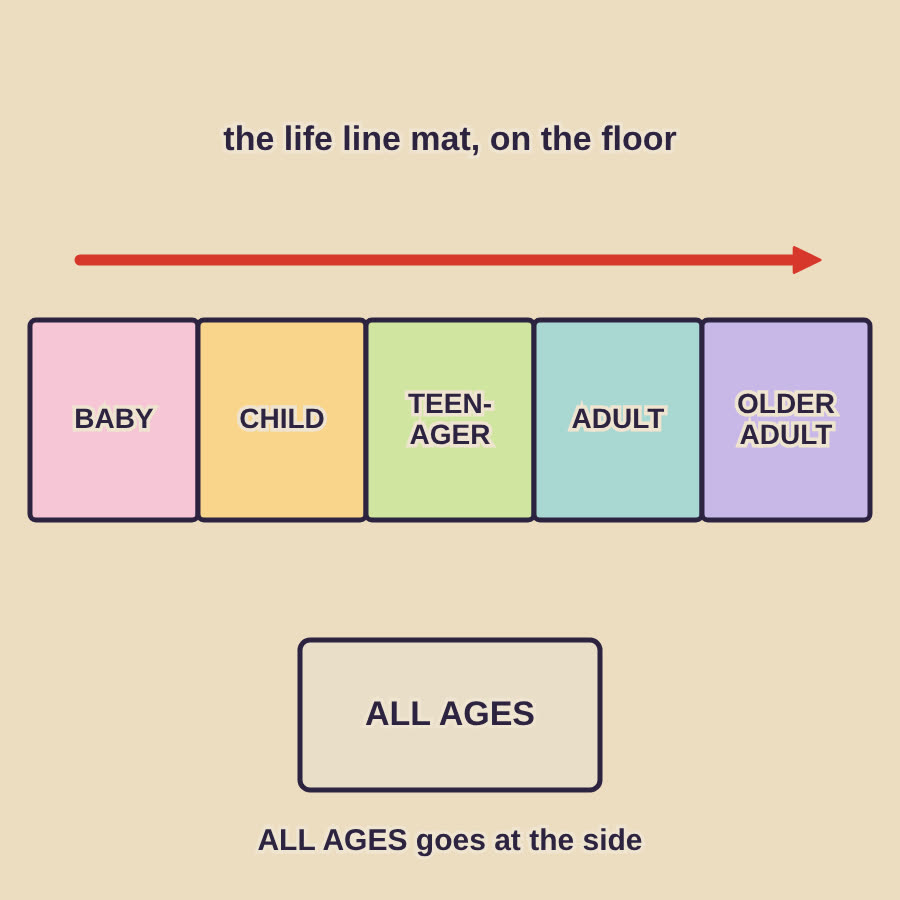 the life line mat, on the floor
BABY
CHILD
TEEN-
AGER
ADULT
OLDER
ADULT
ALL AGES
ALL AGES goes at the side